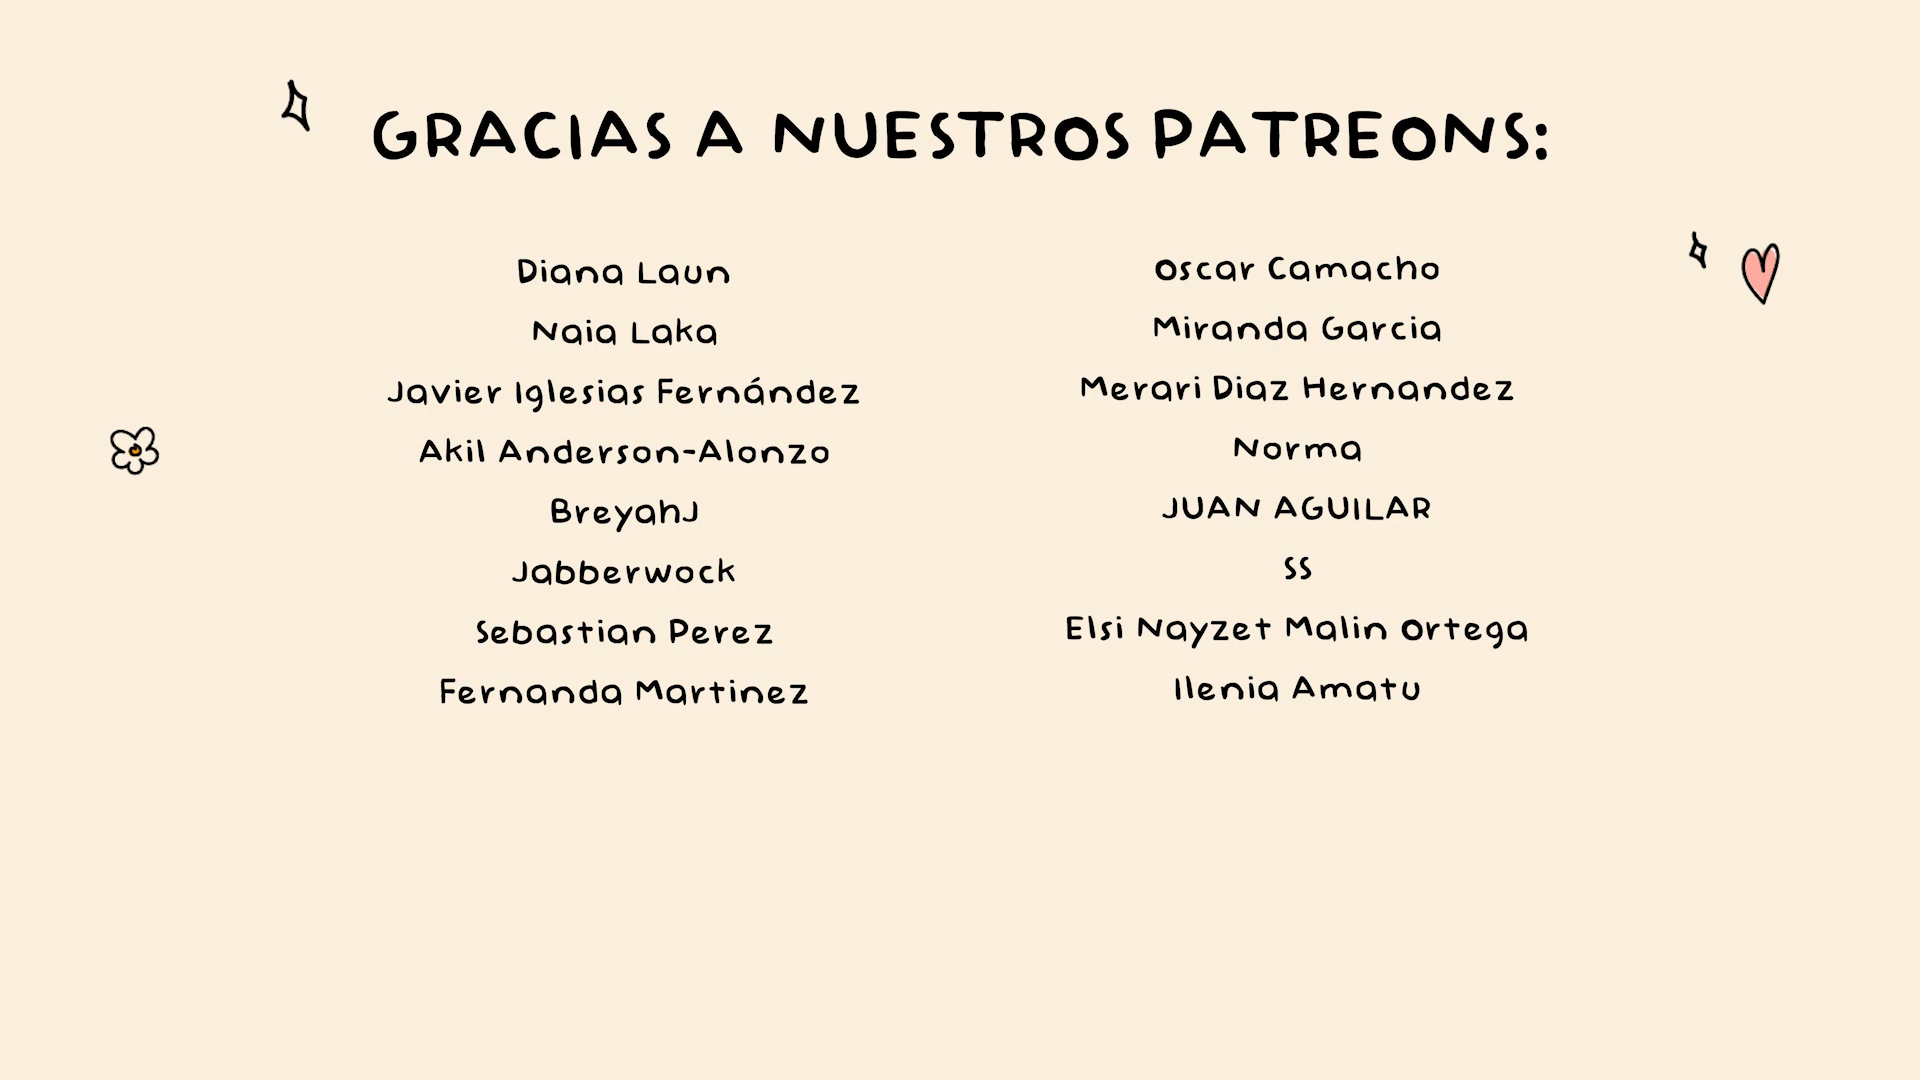 GRACIAS A NUESTROS PATREONS:
Diana Laun
Naia Laka
Javier Iglesias Fernández
Akil Anderson-Alonzo
BreyahJ
Jabberwock
Sebastian Perez
Fernanda Martinez
Oscar Camacho
Miranda Garcia
Merari Diaz Hernandez
Norma
JUAN AGUILAR
SS
Elsi Nayzet Malin Ortega
Ilenia Amatu